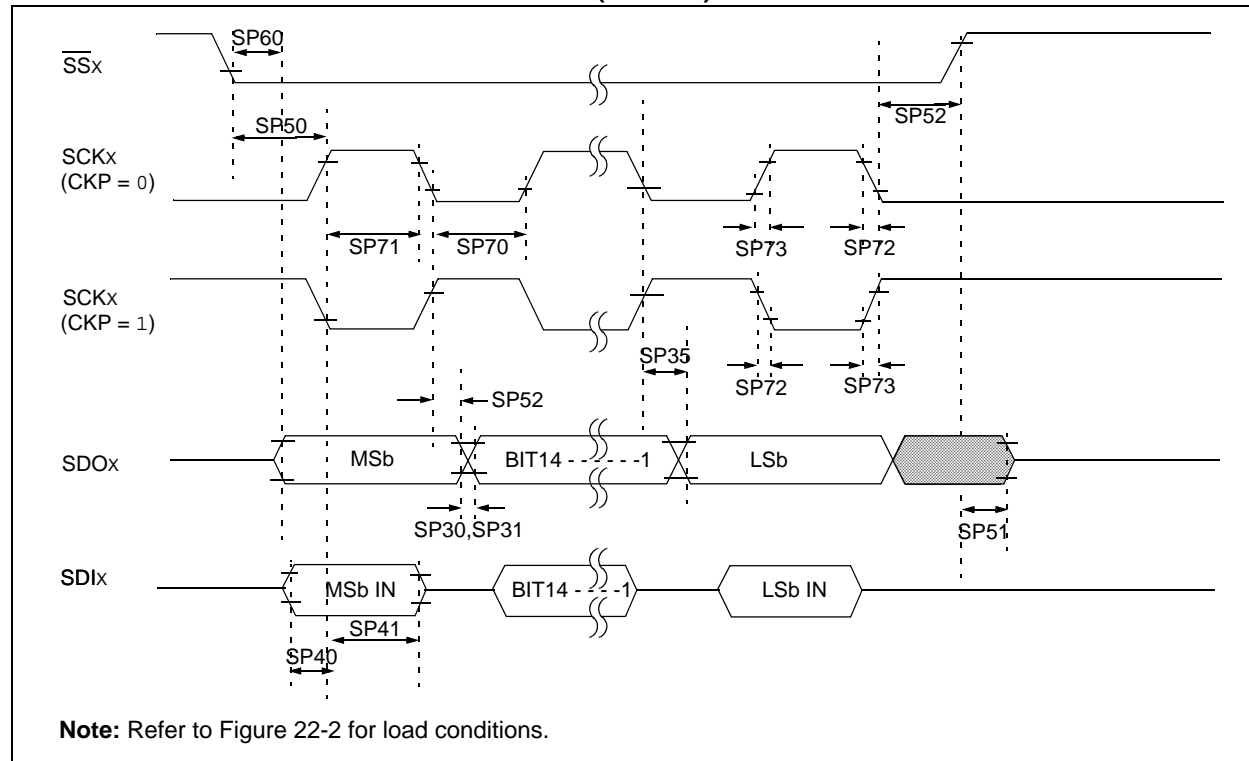 SP60
SSX
SP52
SP50
SCKX
(CKP = 0)
SP71
SP70
SP73
SP72
SCKX
(CKP = 1)
SP35
SP72
SP73
SP52
SDOX
MSb
BIT14 - - - - - -1
LSb
SP30,SP31
SP51
SDIX
MSb IN
BIT14 - - - -1
LSb IN
SP41
SP40
Note: Refer to Figure 22-2 for load conditions.